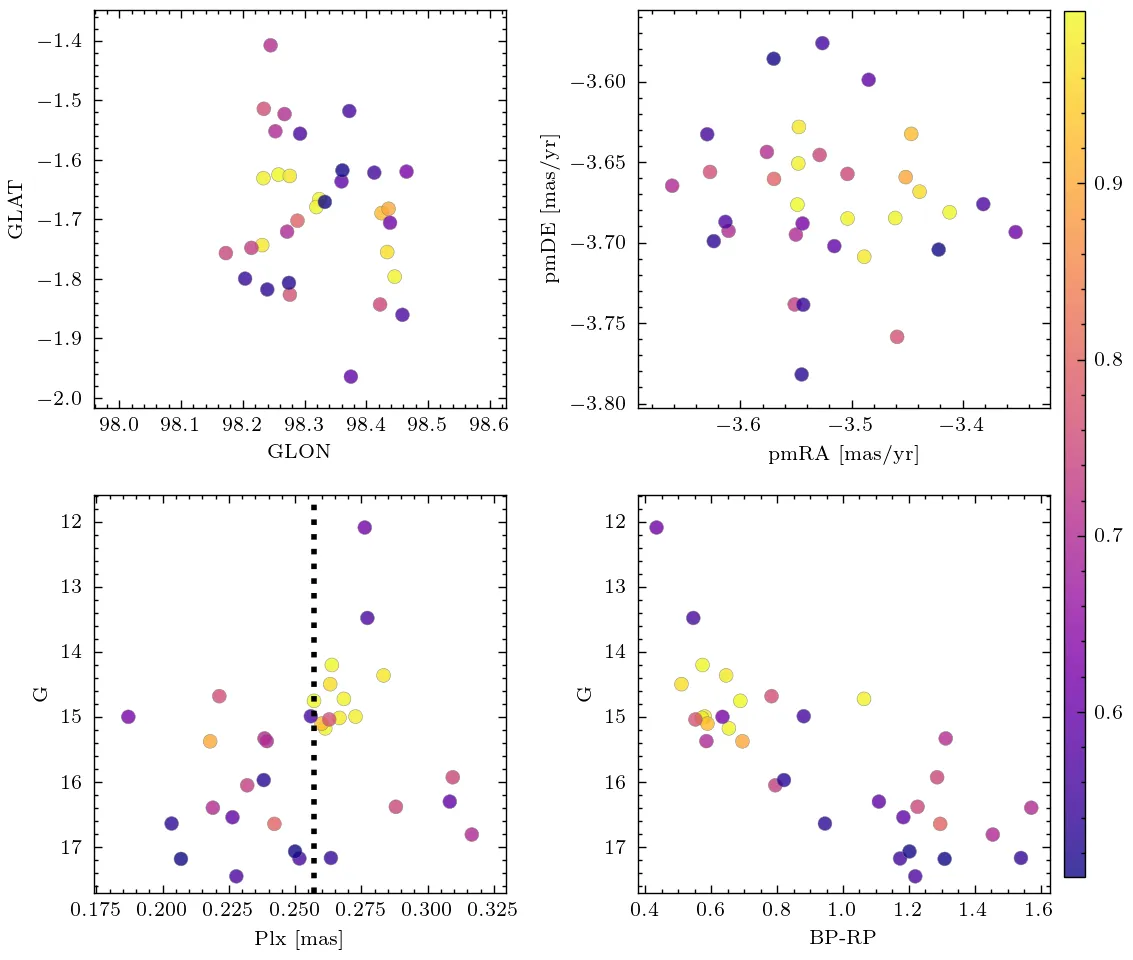 −1.4
−1.5
−1.6
−1.7
−1.8
−1.9
−2.0
GLAT
98.0 98.1 98.2 98.3 98.4 98.5 98.6
GLON
−3.60
−3.65
−3.70
−3.75
−3.80
pmDE [mas/yr]
−3.6 −3.5 −3.4
pmRA [mas/yr]
0.9
0.8
0.7
0.6
12
13
14
15
16
17
G
0.175 0.200 0.225 0.250 0.275 0.300 0.325
Plx [mas]
12
13
14
15
16
17
G
0.4 0.6 0.8 1.0 1.2 1.4 1.6
BP-RP